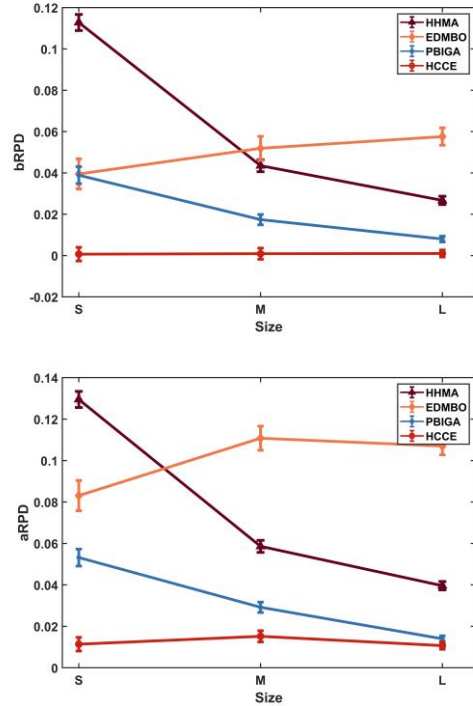 0.12
0.1
0.08
0.06
0.04
0.02
0
-0.02
bRPD
S
M
L
Size
HHMA
EDMBO
PBIGA
HCCE
0.14
0.12
0.1
0.08
0.06
0.04
0.02
0
aRPD
S
M
L
Size
HHMA
EDMBO
PBIGA
HCCE